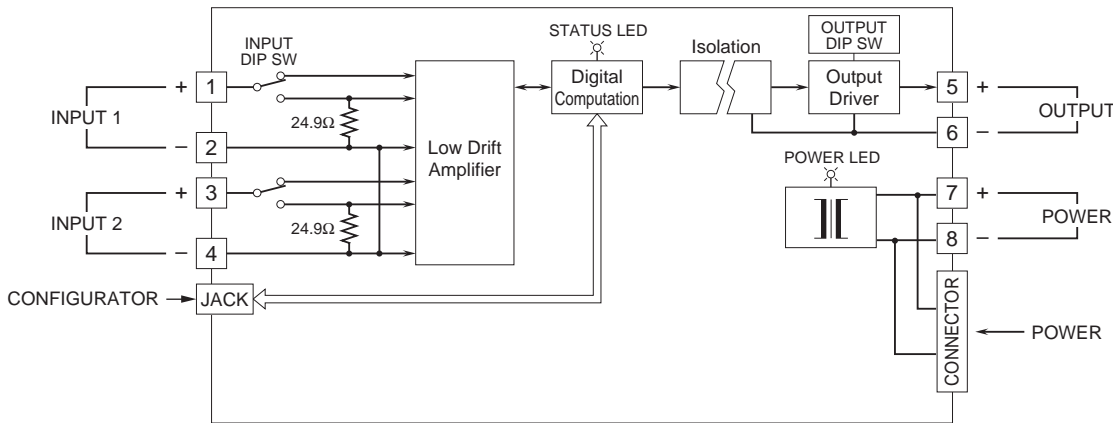 INPUT
DIP SW
STATUS LED
Isolation
OUTPUT
DIP SW
INPUT 1
+
1
−
2
24.9Ω
INPUT 2
+
3
−
4
24.9Ω
Low Drift
Amplifier
Digital
Computation
Output
Driver
5
+
6
−
OUTPUT
POWER LED
7
+
8
−
POWER
CONFIGURATOR
JACK
CONNECTOR
POWER